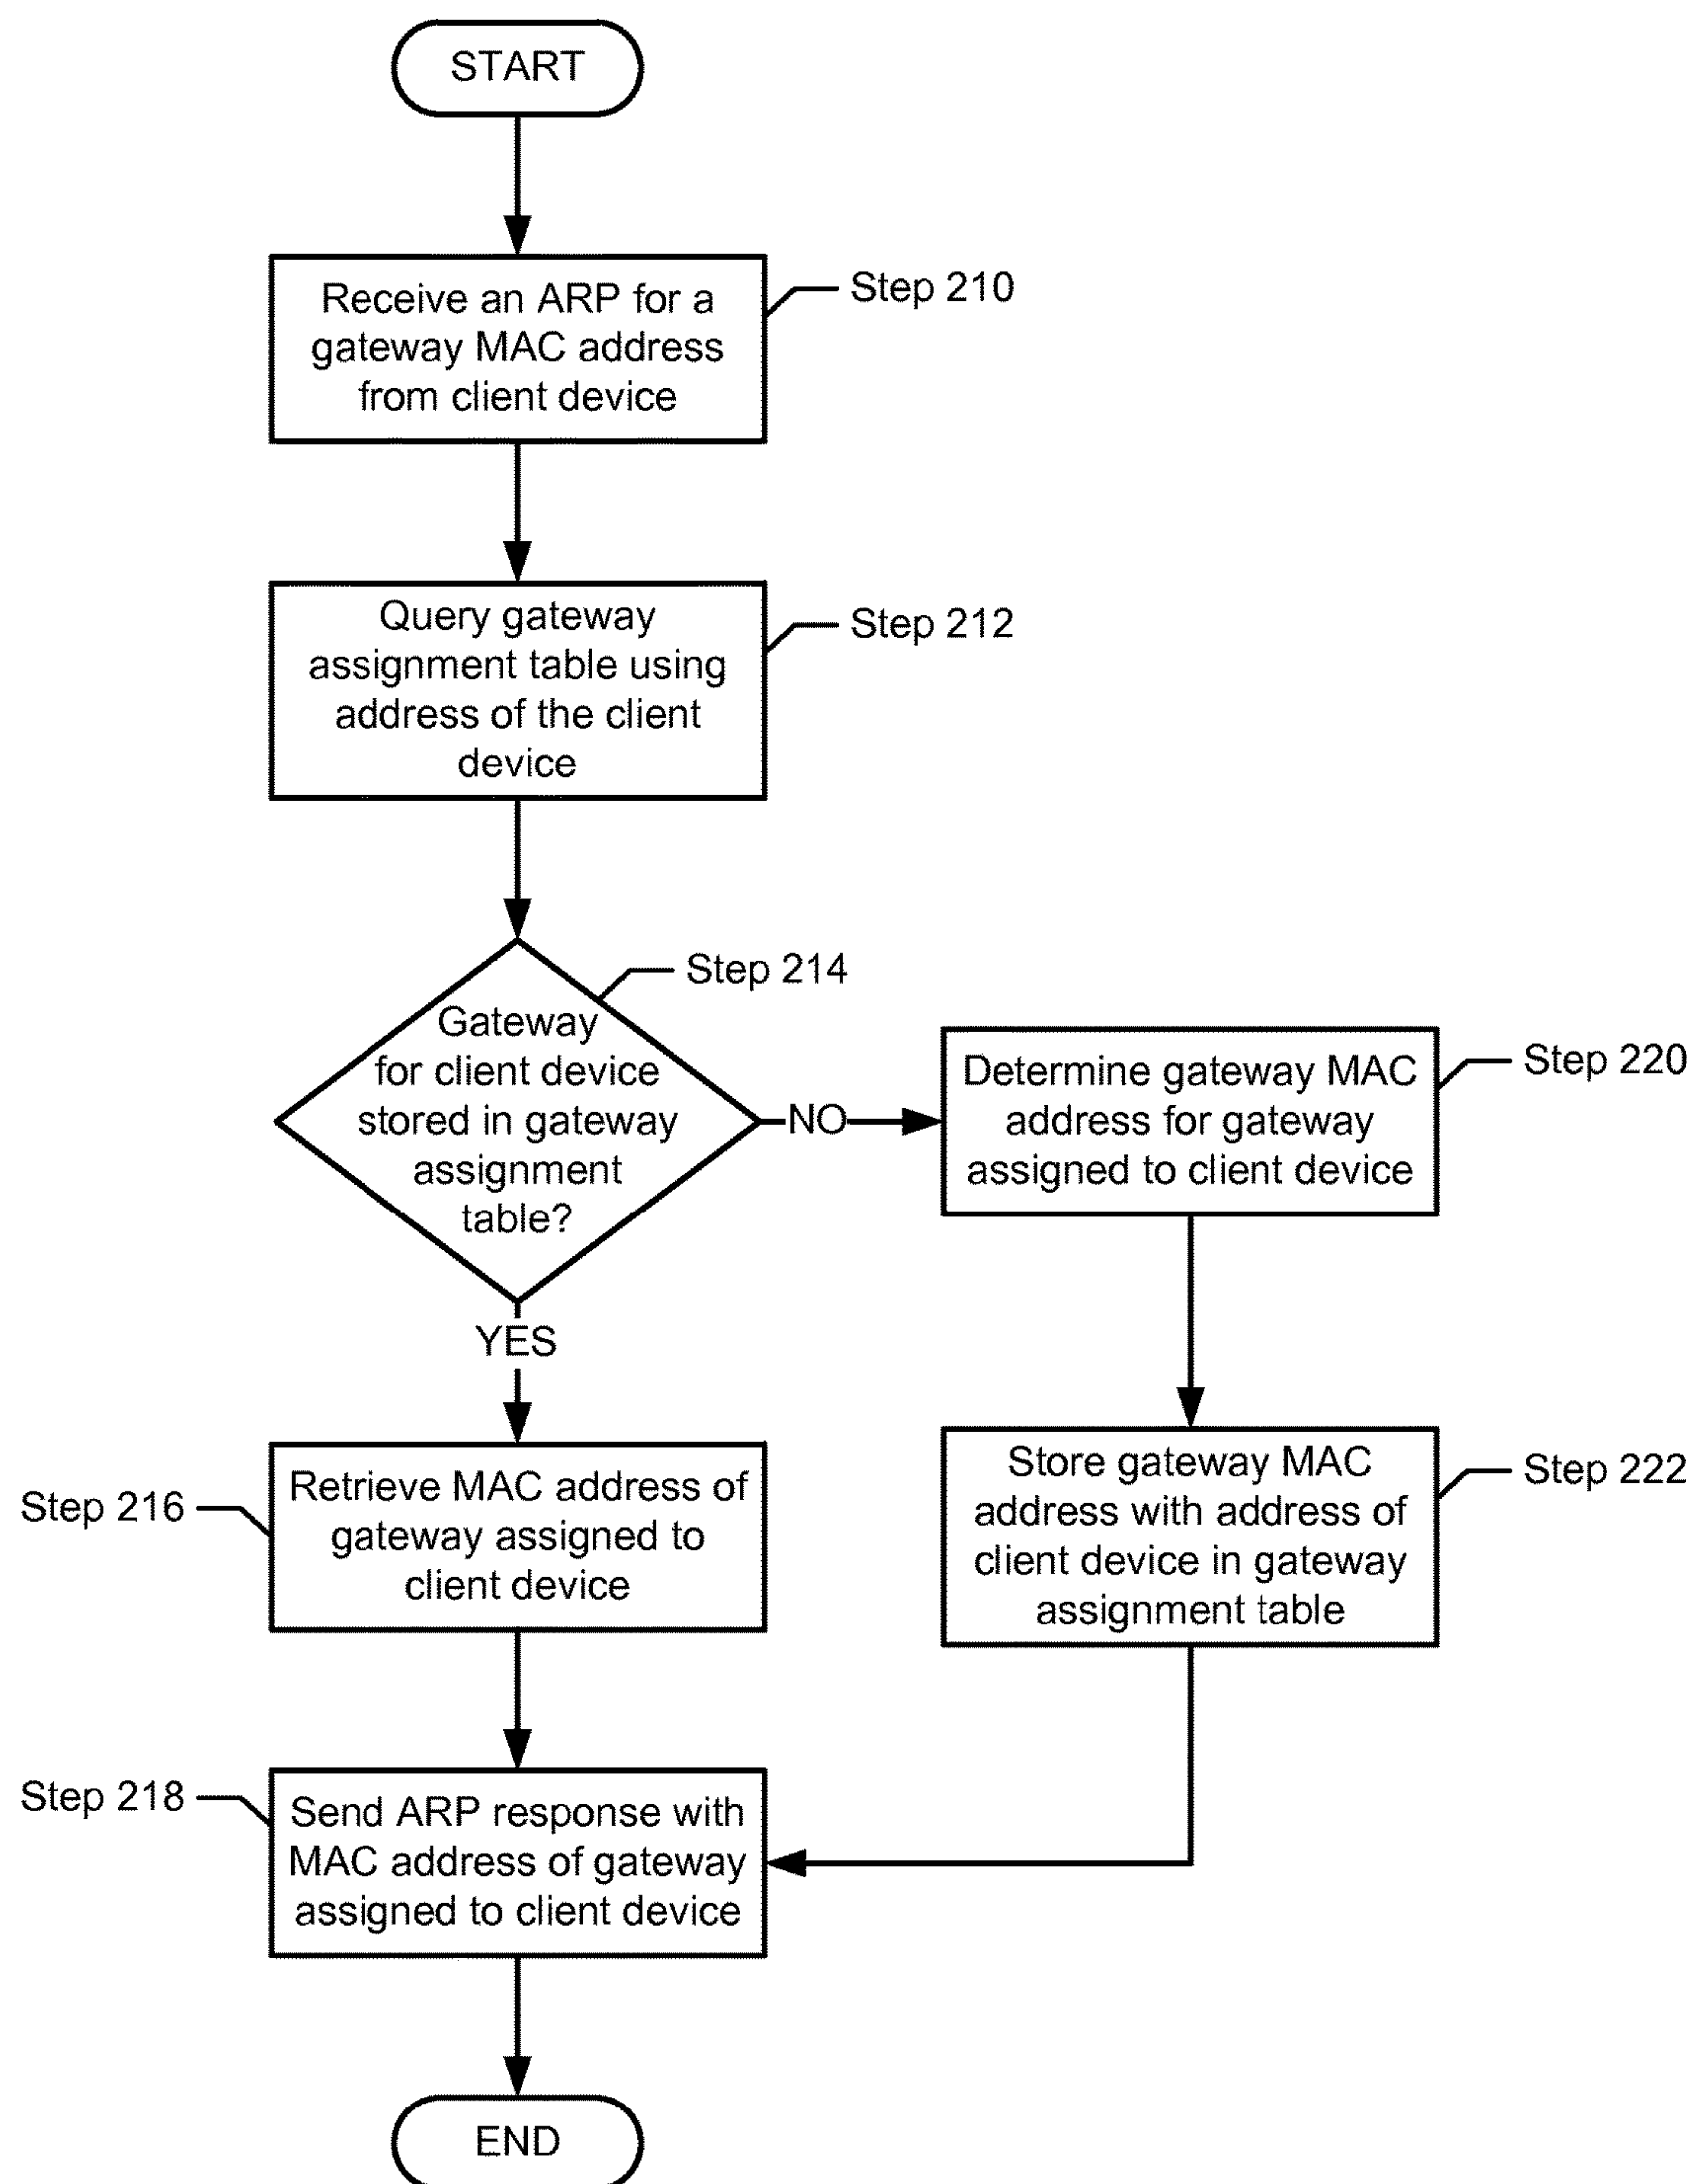 START
Receive an ARP for a
gateway MAC address
from client device
Step 210
Query gateway
assignment table using
address of the client
device
Step 212
Step 214
Gateway
for client device
stored in gateway
assignment
table?
NO
Determine gateway MAC
address for gateway
assigned to client device
Step 220
YES
Step 216
Retrieve MAC address of
gateway assigned to
client device
Store gateway MAC
address with address of
client device in gateway
assignment table
Step 222
Step 218
Send ARP response with
MAC address of gateway
assigned to client device
END